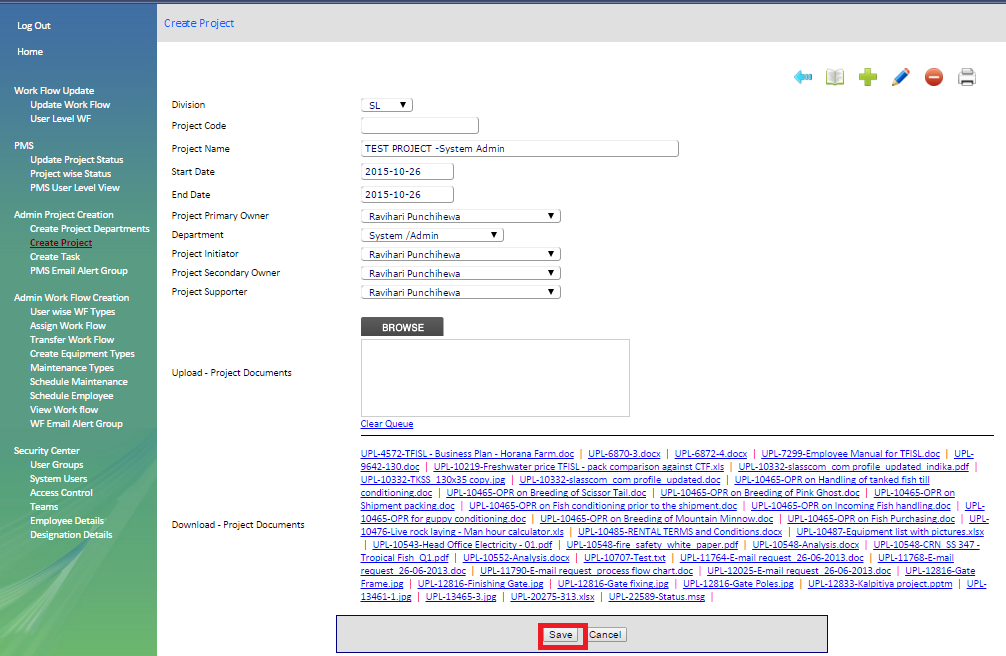 Log Out
Home
Work Flow Update
Update Work Flow
User Level WF
PMS
Update Project Status
Project wise Status
PMS User Level View
Admin Project Creation
Create Project Departments
Create Project
Create Task
PMS Email Alert Group
Admin Work Flow Creation
User wise WF Types
Assign Work Flow
Transfer Work Flow
Create Equipment Types
Maintenance Types
Schedule Maintenance
Schedule Employee
View Work flow
WF Email Alert Group
Security Center
User Groups
System Users
Access Control
Teams
Employee Details
Designation Details
Create Project
Division SL
Project Code
Project Name TEST PROJECT -System Admin
Start Date 2015-10-26
End Date 2015-10-26
Project Primary Owner Ravihari Punchihewa
Department System /Admin
Project Initiator Ravihari Punchihewa
Project Secondary Owner Ravihari Punchihewa
Project Supporter Ravihari Punchihewa
BROWSE
Upload - Project Documents
Clear Queue
Download - Project Documents
UPL-4572-TFISL - Business Plan - Horana Farm.doc | UPL-6870-3.docx | UPL-6872-4.docx | UPL-7299-Employee Manual for TFISL.doc | UPL-
9642-130.doc | UPL-10219-Freshwater price TFISL - pack comparison against CTF.xls | UPL-10332-slasscom_com profile_updated_indika.pdf |
UPL-10332-TKSS_130x35 copy.jpg | UPL-10332-slasscom_com profile_updated.doc | UPL-10465-OPR on Handling of tanked fish till
conditioning.doc | UPL-10465-OPR on Breeding of Scissor Tail.doc | UPL-10465-OPR on Breeding of Pink Ghost.doc | UPL-10465-OPR on
Shipment packing.doc | UPL-10465-OPR on Fish conditioning prior to the shipment.doc | UPL-10465-OPR on Incoming Fish handling.doc | UPL-
10465-OPR for guppy conditioning.doc | UPL-10465-OPR on Breeding of Mountain Minnow.doc | UPL-10465-OPR on Fish Purchasing.doc | UPL-
10476-Live rock laying - Man hour calculator.xls | UPL-10485-RENTAL TERMS and Conditions.docx | UPL-10487-Equipment list with pictures.xlsx
| UPL-10543-Head Office Electricity - 01.pdf | UPL-10548-fire_safety_white_paper.pdf | UPL-10548-Analysis.docx | UPL-10548-CRN_SS 347 -
Tropical Fish_Q1.pdf | UPL-10552-Analysis.docx | UPL-10707-Test.txt | UPL-11764-E-mail request_26-06-2013.doc | UPL-11768-E-mail
request_26-06-2013.doc | UPL-11790-E-mail request_process flow chart.doc | UPL-12025-E-mail request_26-06-2013.doc | UPL-12816-Gate
Frame.jpg | UPL-12816-Finishing Gate.jpg | UPL-12816-Gate fixing.jpg | UPL-12816-Gate Poles.jpg | UPL-12833-Kalpitiya project.pptm | UPL-
13461-1.jpg | UPL-13465-3.jpg | UPL-20275-313.xlsx | UPL-22589-Status.msg |
Save Cancel